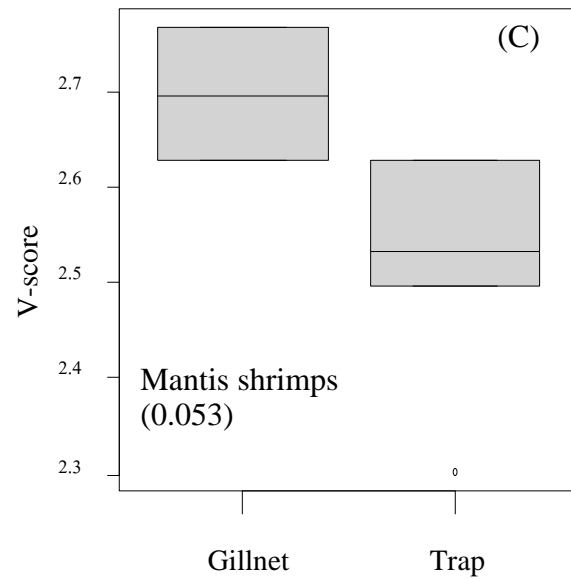 (C)
2.7
2.6
2.5
2.4
2.3
V-score
Mantis shrimps
(0.053)
Gillnet
Trap